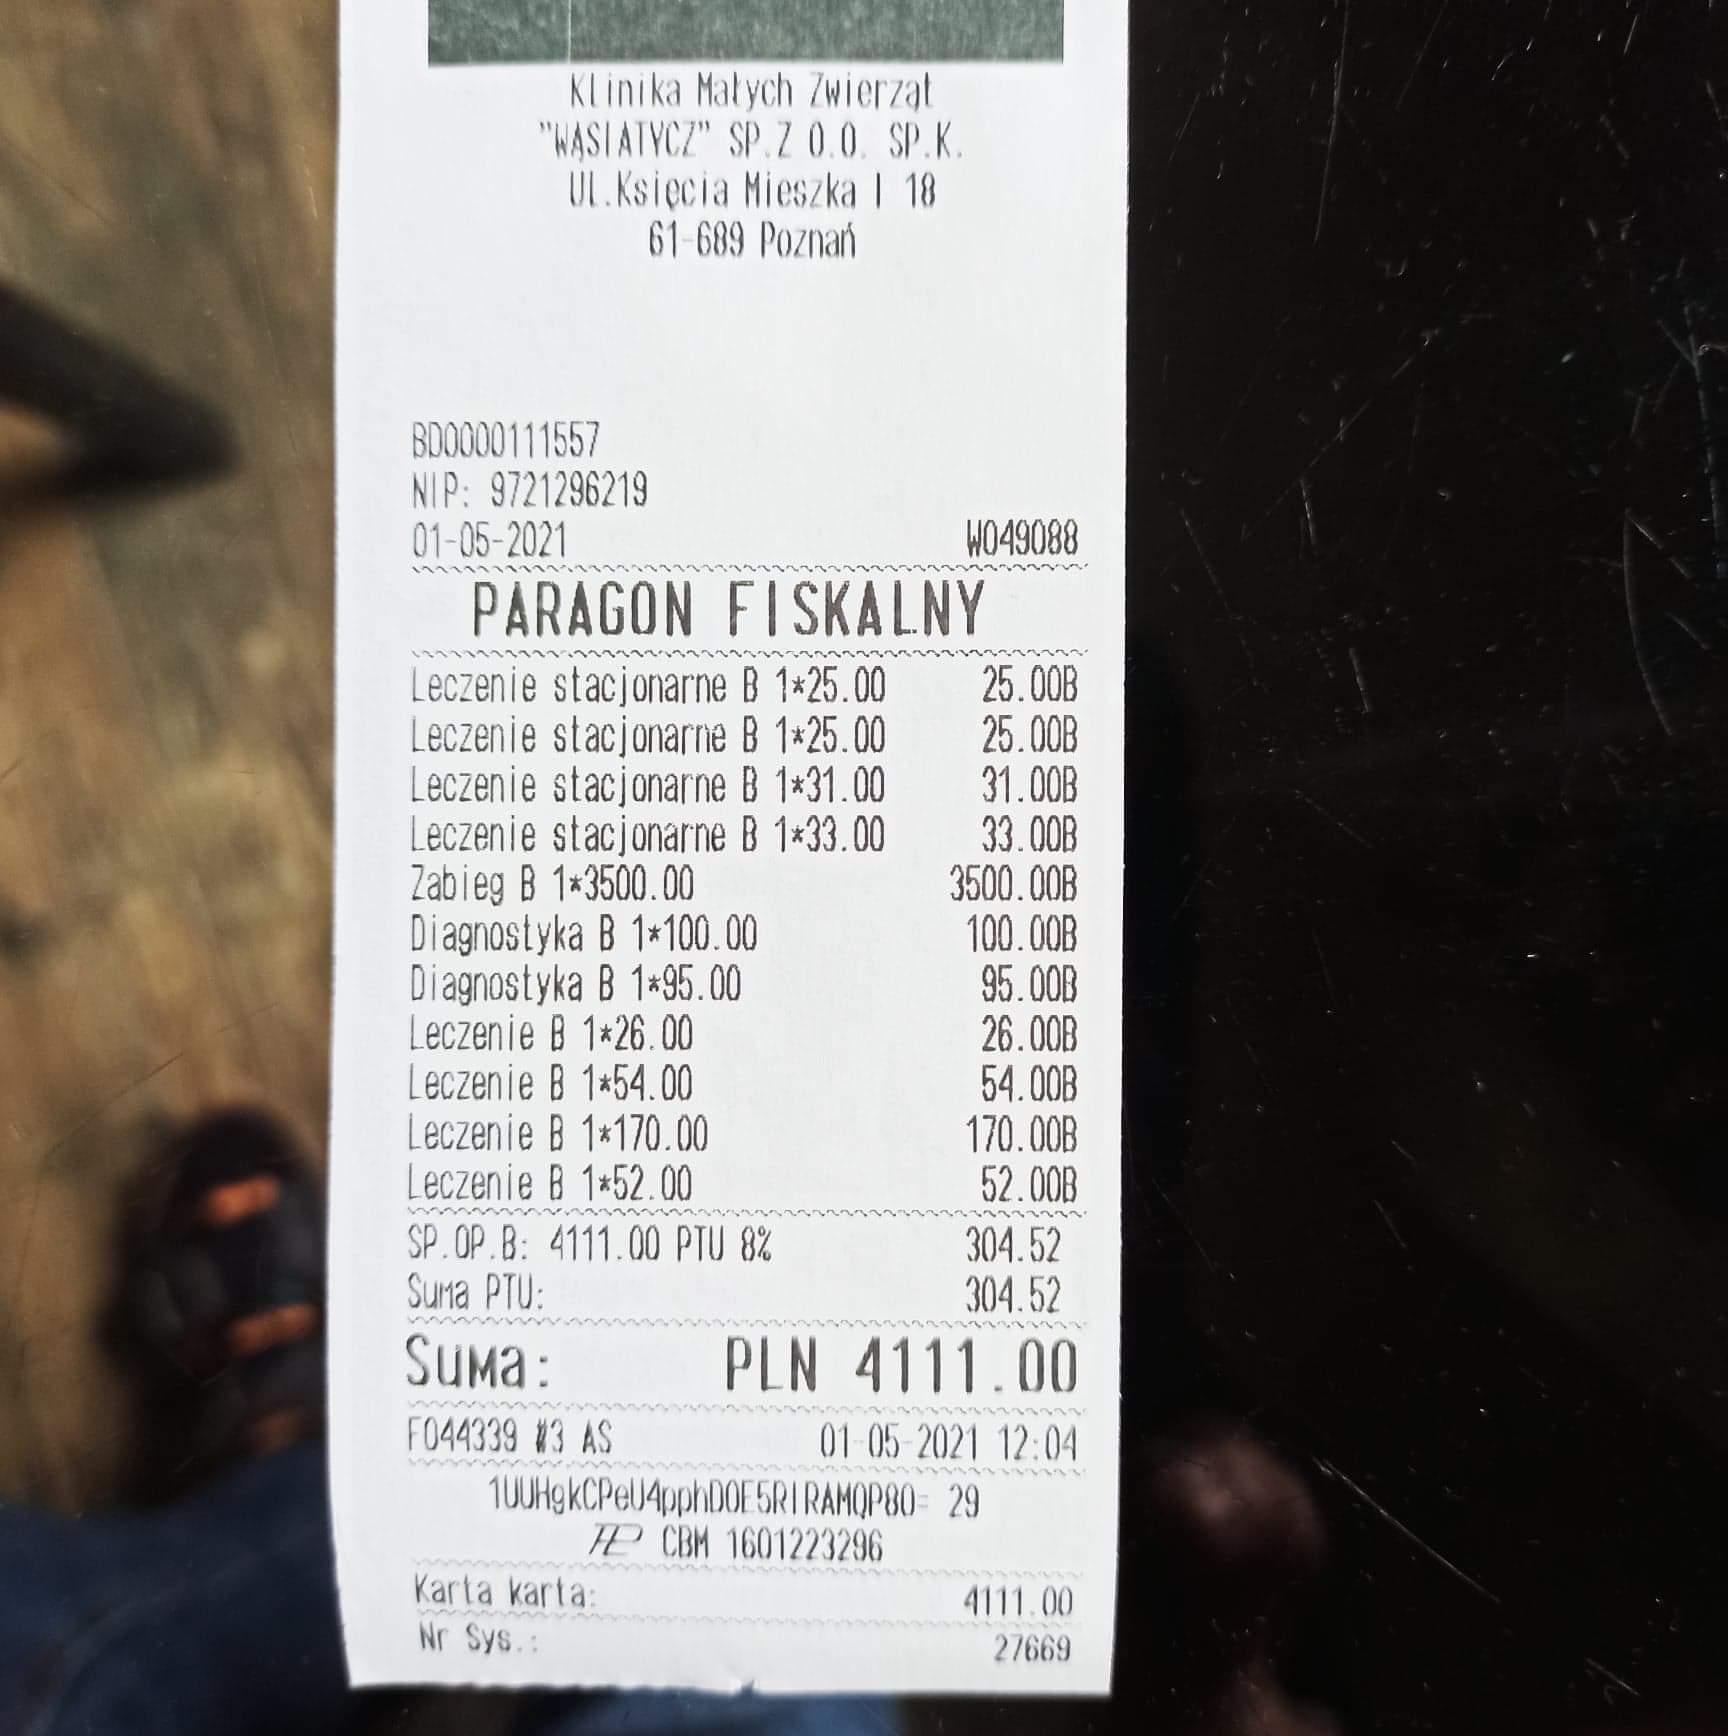 Klinika Małych Zwierząt
"WĄSIATYCZ" SP.Z O.O. SP.K.
Ul.Księcia Mieszka I 18
61-689 Poznań
BDO000111557
NIP: 9721296219
01-05-2021 W049088
PARAGON FISKALNY
Leczenie stacjonarne B 1*25.00 25.00B
Leczenie stacjonarne B 1*25.00 25.00B
Leczenie stacjonarne B 1*31.00 31.00B
Leczenie stacjonarne B 1*33.00 33.00B
Zabieg B 1*3500.00 3500.00B
Diagnostyka B 1*100.00 100.00B
Diagnostyka B 1*95.00 95.00B
Leczenie B 1*26.00 26.00B
Leczenie B 1*54.00 54.00B
Leczenie B 1*170.00 170.00B
Leczenie B 1*52.00 52.00B
SP.OP.B: 4111.00 PTU 8% 304.52
Suma PTU: 304.52
Suma: PLN 4111.00
F044339 #3 AS 01-05-2021 12:04
1UUHgkCPeU4pphDOE5RIRAMQP8O= 29
CBM 1601223296
Karta karta: 4111.00
Nr Sys.: 27669